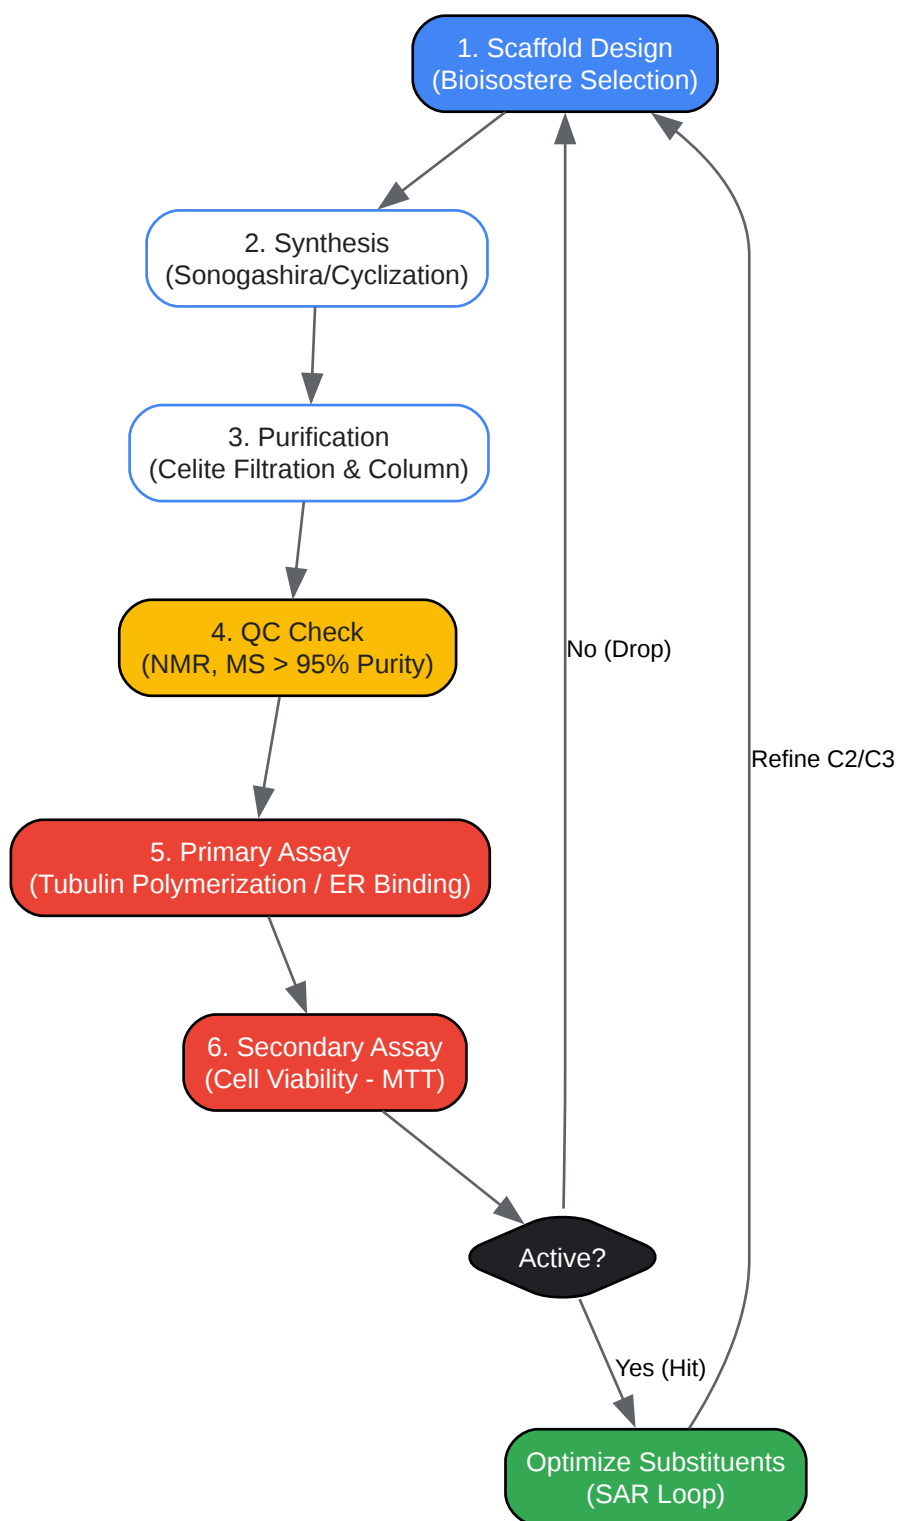 1. Scaffold Design
(Bioisostere Selection)
2. Synthesis
(Sonogashira/Cyclization)
3. Purification
(Celite Filtration & Column)
4. QC Check
(NMR, MS > 95% Purity)
No (Drop)
Refine C2/C3
5. Primary Assay
(Tubulin Polymerization / ER Binding)
6. Secondary Assay
(Cell Viability - MTT)
Active?
Yes (Hit)
Optimize Substituents
(SAR Loop)